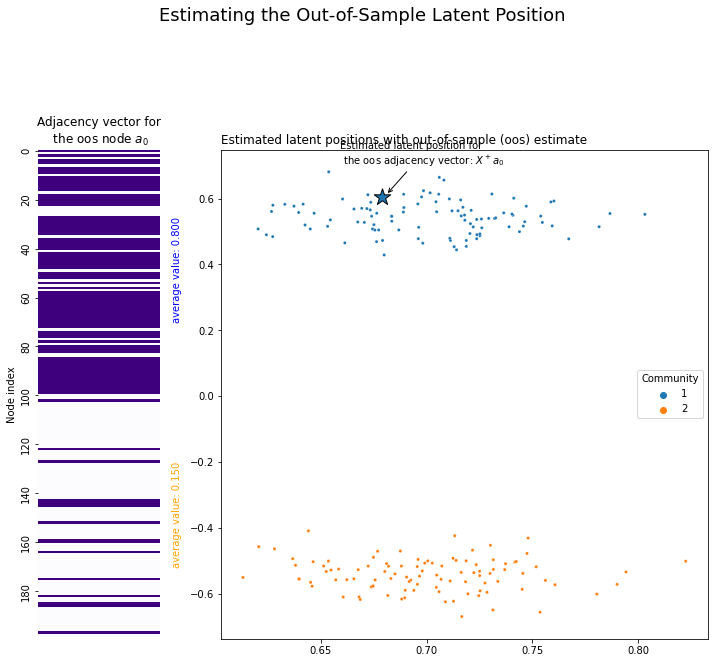 Estimating the Out-of-Sample Latent Position
Adjacency vector for
the oos node a₀
Node index
0
20
40
60
80
100
120
140
160
180
average value: 0.800
average value: 0.150
Estimated latent positions with out-of-sample (oos) estimate
Estimated latent position for
the oos adjacency vector: X⁺a₀
0.6
0.4
0.2
0.0
−0.2
−0.4
−0.6
0.65
0.70
0.75
0.80
Community
1
2